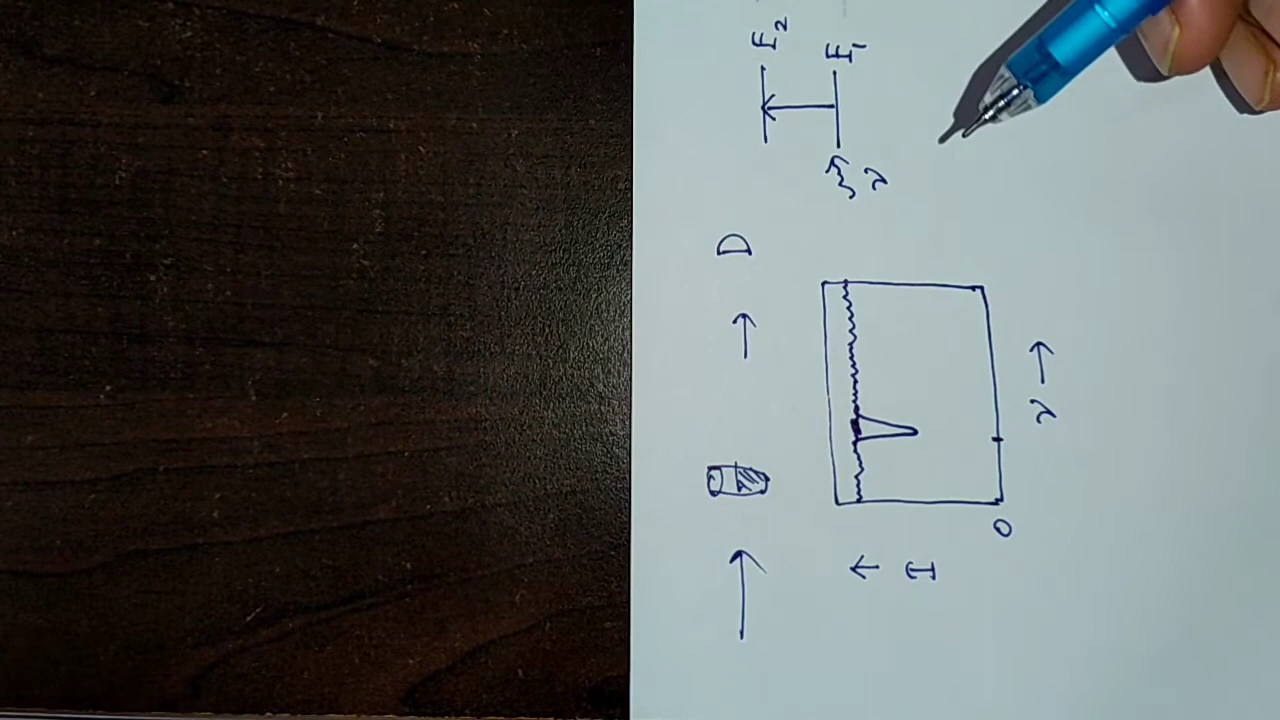 → → D
E₂
E₁
ν
↑
I
0
ν →